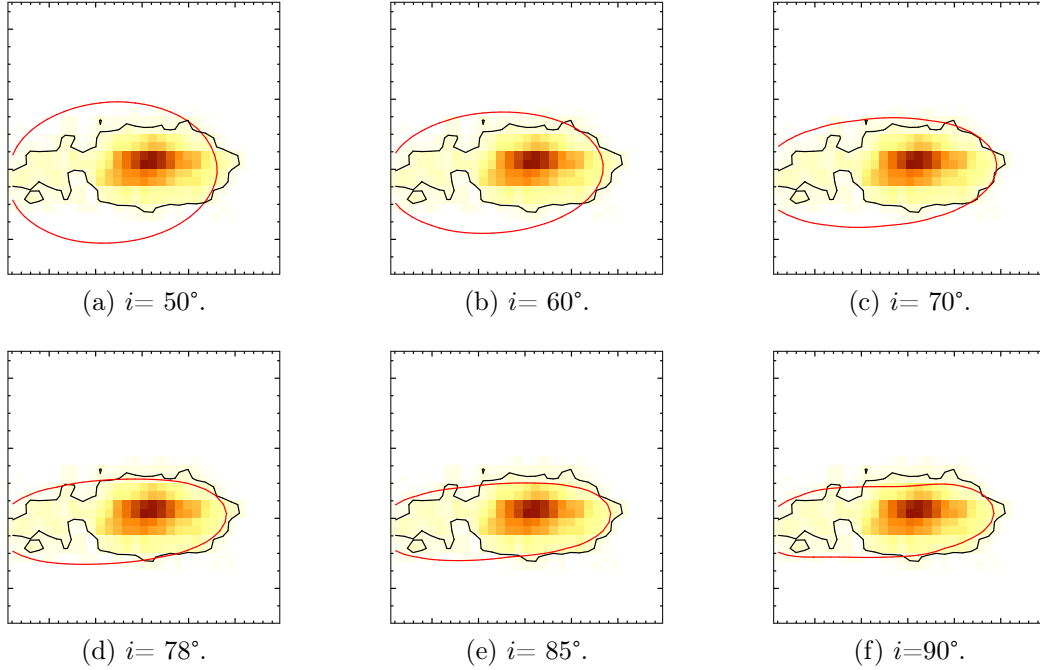 (a) i= 50°.
(b) i= 60°.
(c) i= 70°.
(d) i= 78°.
(e) i= 85°.
(f) i=90°.